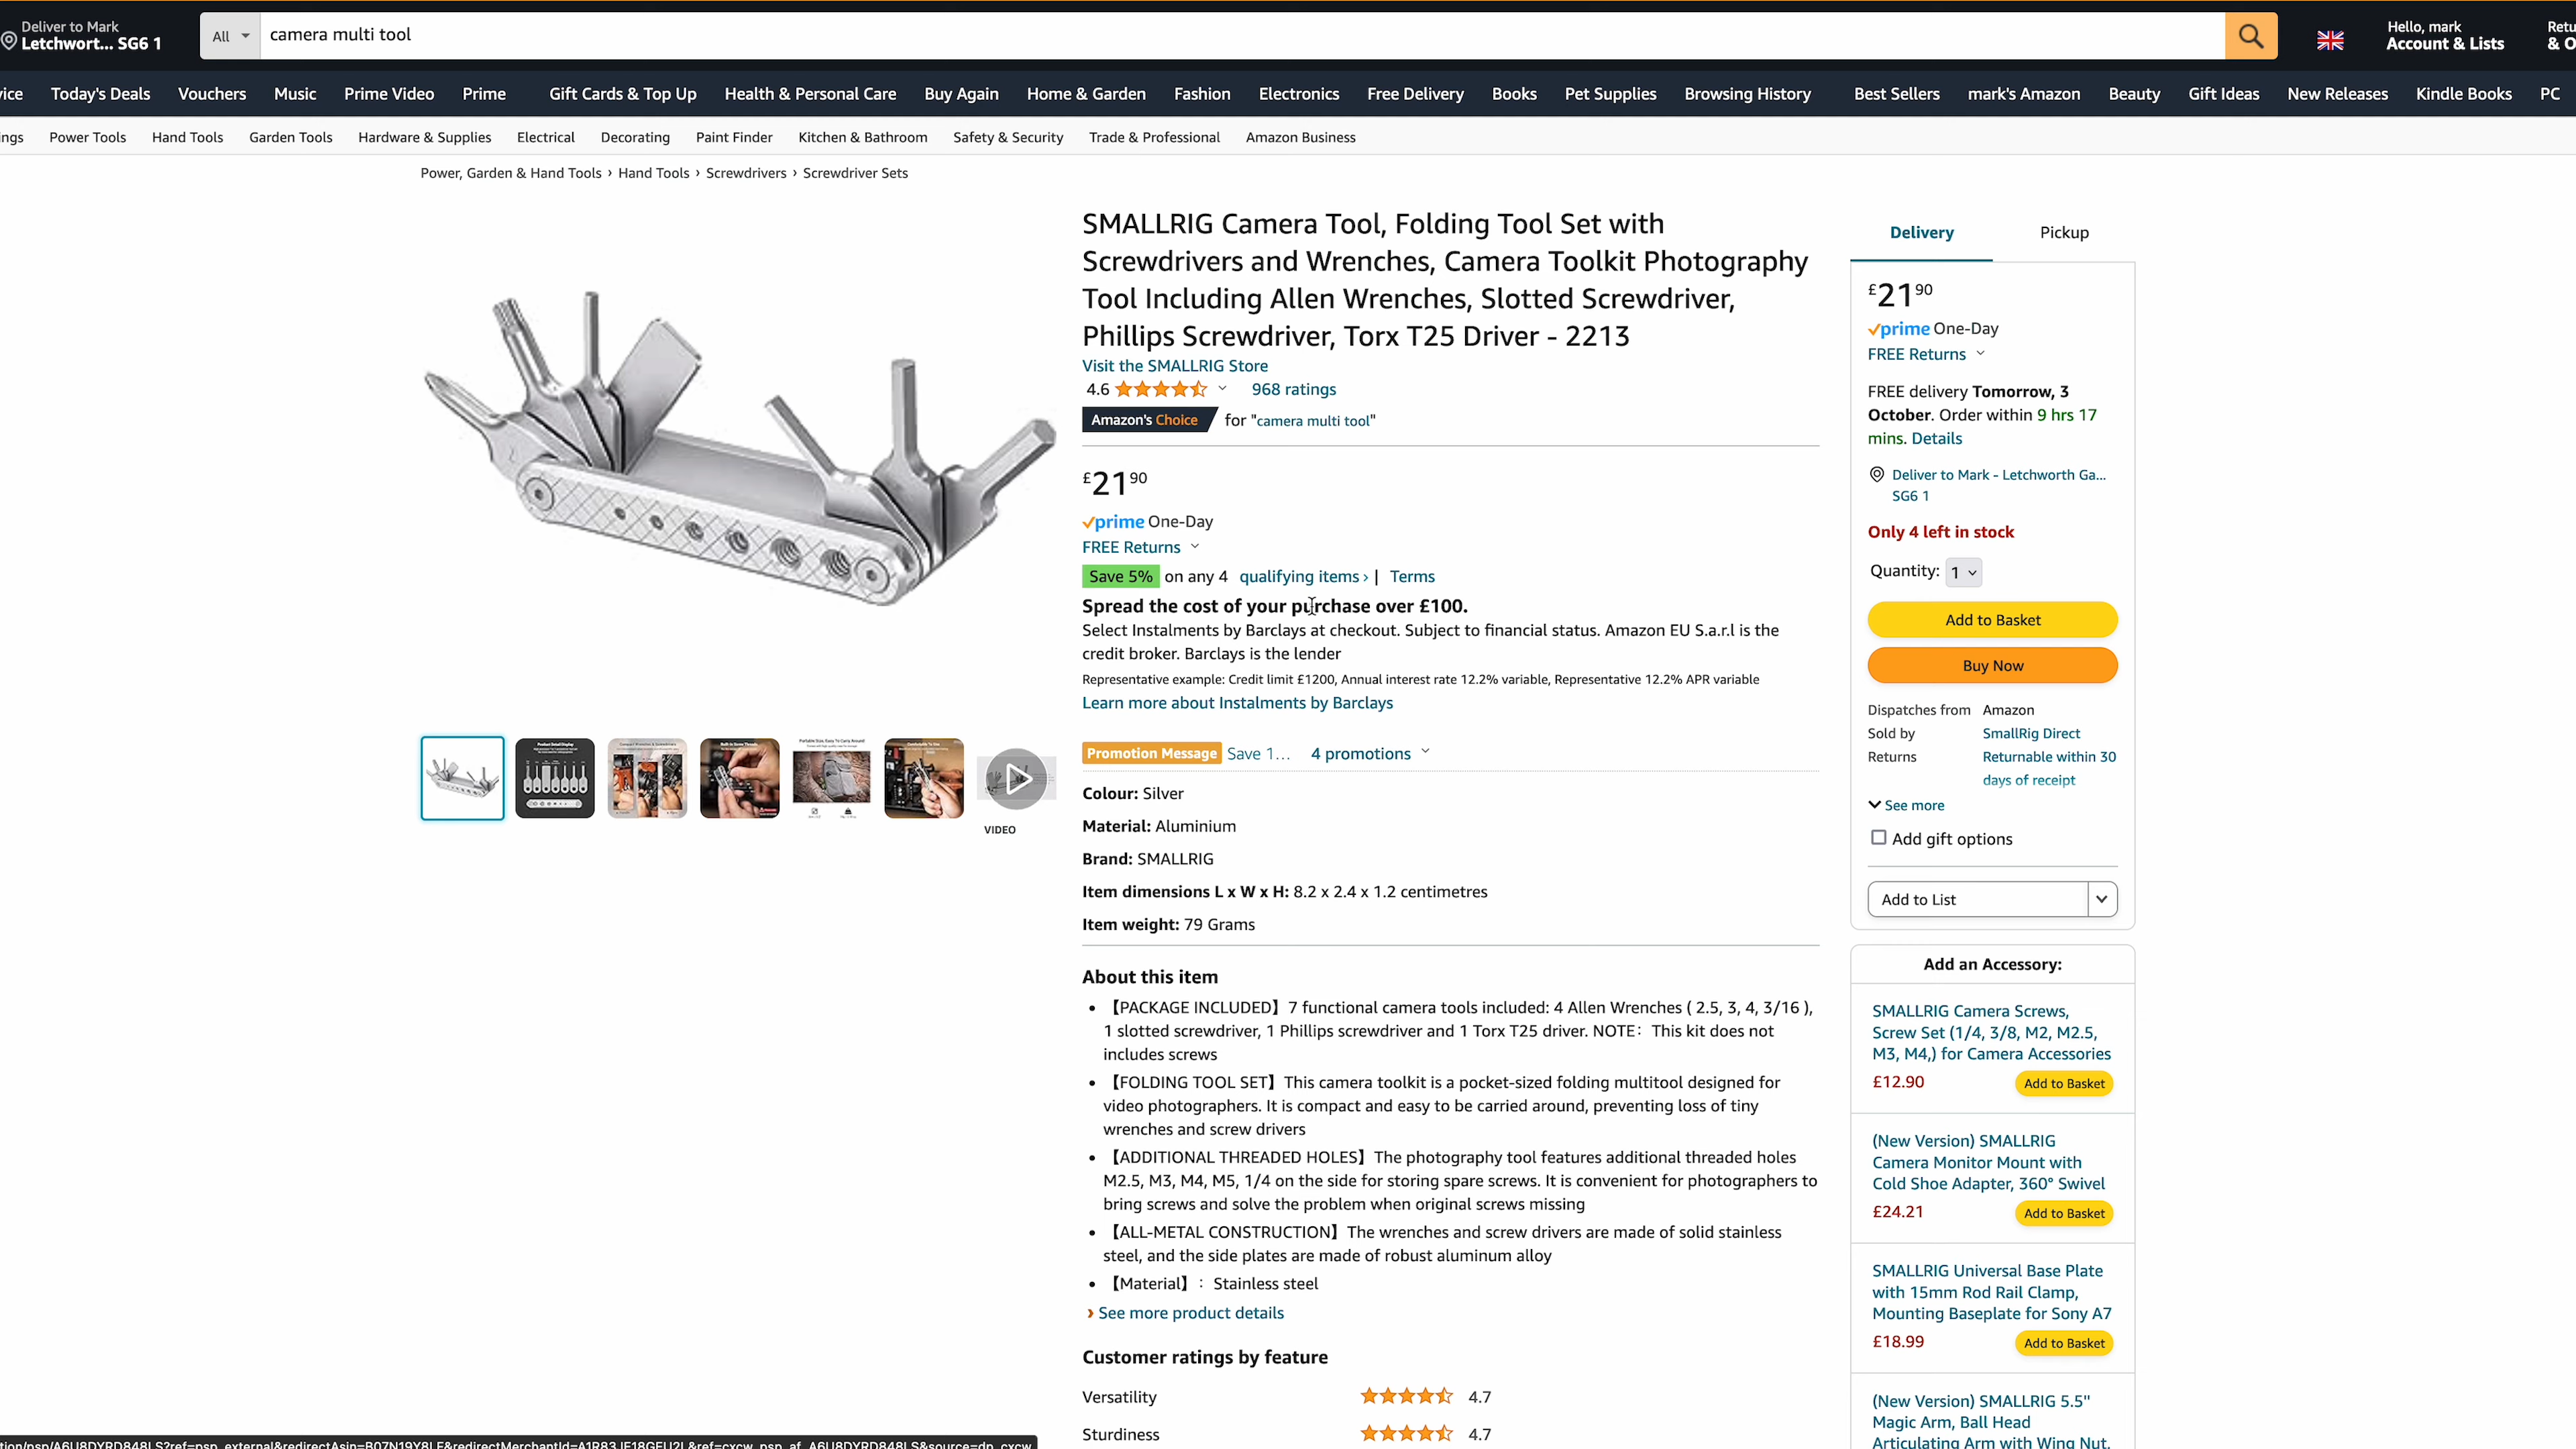 Deliver to Mark
Letchwort... SG6 1
All
camera multi tool
Hello, mark
Account & Lists
Today's Deals
Vouchers
Music
Prime Video
Prime
Gift Cards & Top Up
Health & Personal Care
Buy Again
Home & Garden
Fashion
Electronics
Free Delivery
Books
Pet Supplies
Browsing History
Best Sellers
mark's Amazon
Beauty
Gift Ideas
New Releases
Kindle Books
PC
Power Tools
Hand Tools
Garden Tools
Hardware & Supplies
Electrical
Decorating
Paint Finder
Kitchen & Bathroom
Safety & Security
Trade & Professional
Amazon Business
Power, Garden & Hand Tools › Hand Tools › Screwdrivers › Screwdriver Sets
SMALLRIG Camera Tool, Folding Tool Set with
Screwdrivers and Wrenches, Camera Toolkit Photography
Tool Including Allen Wrenches, Slotted Screwdriver,
Phillips Screwdriver, Torx T25 Driver - 2213
Visit the SMALLRIG Store
4.6
968 ratings
Amazon's Choice for "camera multi tool"
£21 90
prime One-Day
FREE Returns
Save 5% on any 4 qualifying items › | Terms
Spread the cost of your purchase over £100.
Select Instalments by Barclays at checkout. Subject to financial status. Amazon EU S.a.r.l is the
credit broker. Barclays is the lender
Representative example: Credit limit £1200, Annual interest rate 12.2% variable, Representative 12.2% APR variable
Learn more about Instalments by Barclays
Promotion Message Save 1... 4 promotions
VIDEO
Colour: Silver
Material: Aluminium
Brand: SMALLRIG
Item dimensions L x W x H: 8.2 x 2.4 x 1.2 centimetres
Item weight: 79 Grams
About this item
• 【PACKAGE INCLUDED】7 functional camera tools included: 4 Allen Wrenches ( 2.5, 3, 4, 3/16 ),
1 slotted screwdriver, 1 Phillips screwdriver and 1 Torx T25 driver. NOTE：This kit does not
includes screws
• 【FOLDING TOOL SET】This camera toolkit is a pocket-sized folding multitool designed for
video photographers. It is compact and easy to be carried around, preventing loss of tiny
wrenches and screw drivers
• 【ADDITIONAL THREADED HOLES】The photography tool features additional threaded holes
M2.5, M3, M4, M5, 1/4 on the side for storing spare screws. It is convenient for photographers to
bring screws and solve the problem when original screws missing
• 【ALL-METAL CONSTRUCTION】The wrenches and screw drivers are made of solid stainless
steel, and the side plates are made of robust aluminum alloy
• 【Material】：Stainless steel
› See more product details
Customer ratings by feature
Versatility 4.7
Sturdiness 4.7
Delivery
Pickup
£21 90
prime One-Day
FREE Returns
FREE delivery Tomorrow, 3
October. Order within 9 hrs 17
mins. Details
Deliver to Mark - Letchworth Ga...
SG6 1
Only 4 left in stock
Quantity: 1
Add to Basket
Buy Now
Dispatches from Amazon
Sold by SmallRig Direct
Returns Returnable within 30
days of receipt
See more
Add gift options
Add to List
Add an Accessory:
SMALLRIG Camera Screws,
Screw Set (1/4, 3/8, M2, M2.5,
M3, M4,) for Camera Accessories
£12.90 Add to Basket
(New Version) SMALLRIG
Camera Monitor Mount with
Cold Shoe Adapter, 360° Swivel
£24.21 Add to Basket
SMALLRIG Universal Base Plate
with 15mm Rod Rail Clamp,
Mounting Baseplate for Sony A7
£18.99 Add to Basket
(New Version) SMALLRIG 5.5"
Magic Arm, Ball Head
Articulating Arm with Wing Nut,